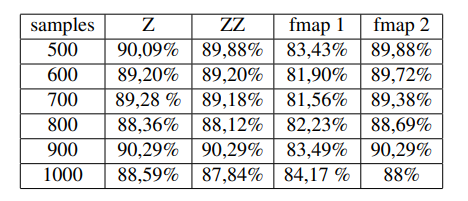 samples Z ZZ fmap 1 fmap 2
500 90,09% 89,88% 83,43% 89,88%
600 89,20% 89,20% 81,90% 89,72%
700 89,28 % 89,18% 81,56% 89,38%
800 88,36% 88,12% 82,23% 88,69%
900 90,29% 90,29% 83,49% 90,29%
1000 88,59% 87,84% 84,17 % 88%